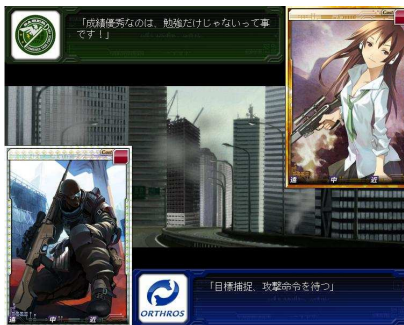 「成績優秀なのは、勉強だけじゃないって事
です！」
Cost
Cost
遠 中 近
遠 中 近
「目標捕捉、攻撃命令を待つ」
ORTHROS